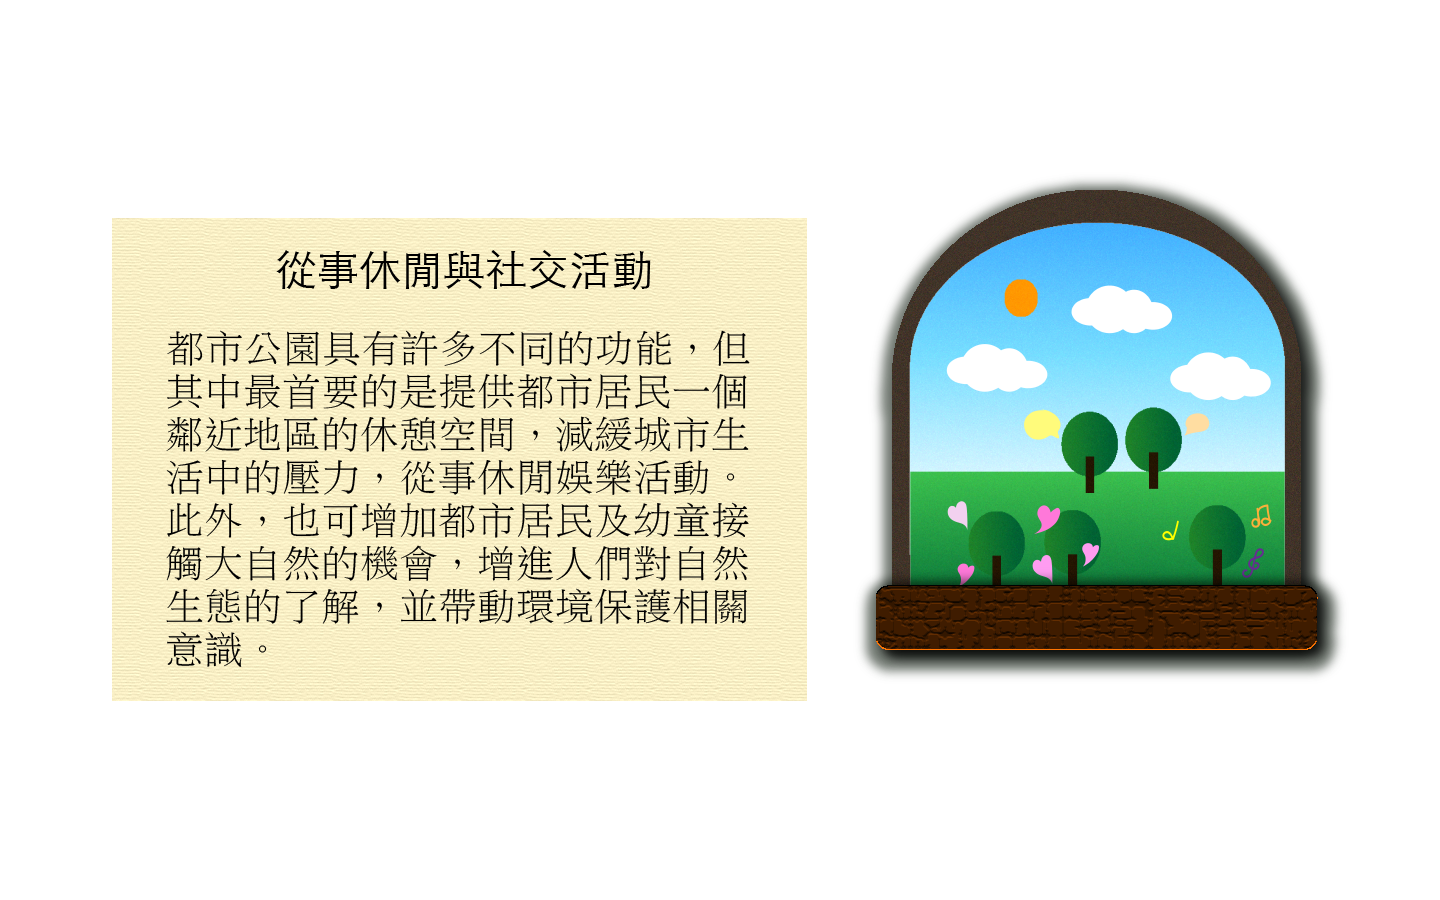 從事休閒與社交活動
都市公園具有許多不同的功能，但
其中最首要的是提供都市居民一個
鄰近地區的休憩空間，減緩城市生
活中的壓力，從事休閒娛樂活動。
此外，也可增加都市居民及幼童接
觸大自然的機會，增進人們對自然
生態的了解，並帶動環境保護相關
意識。